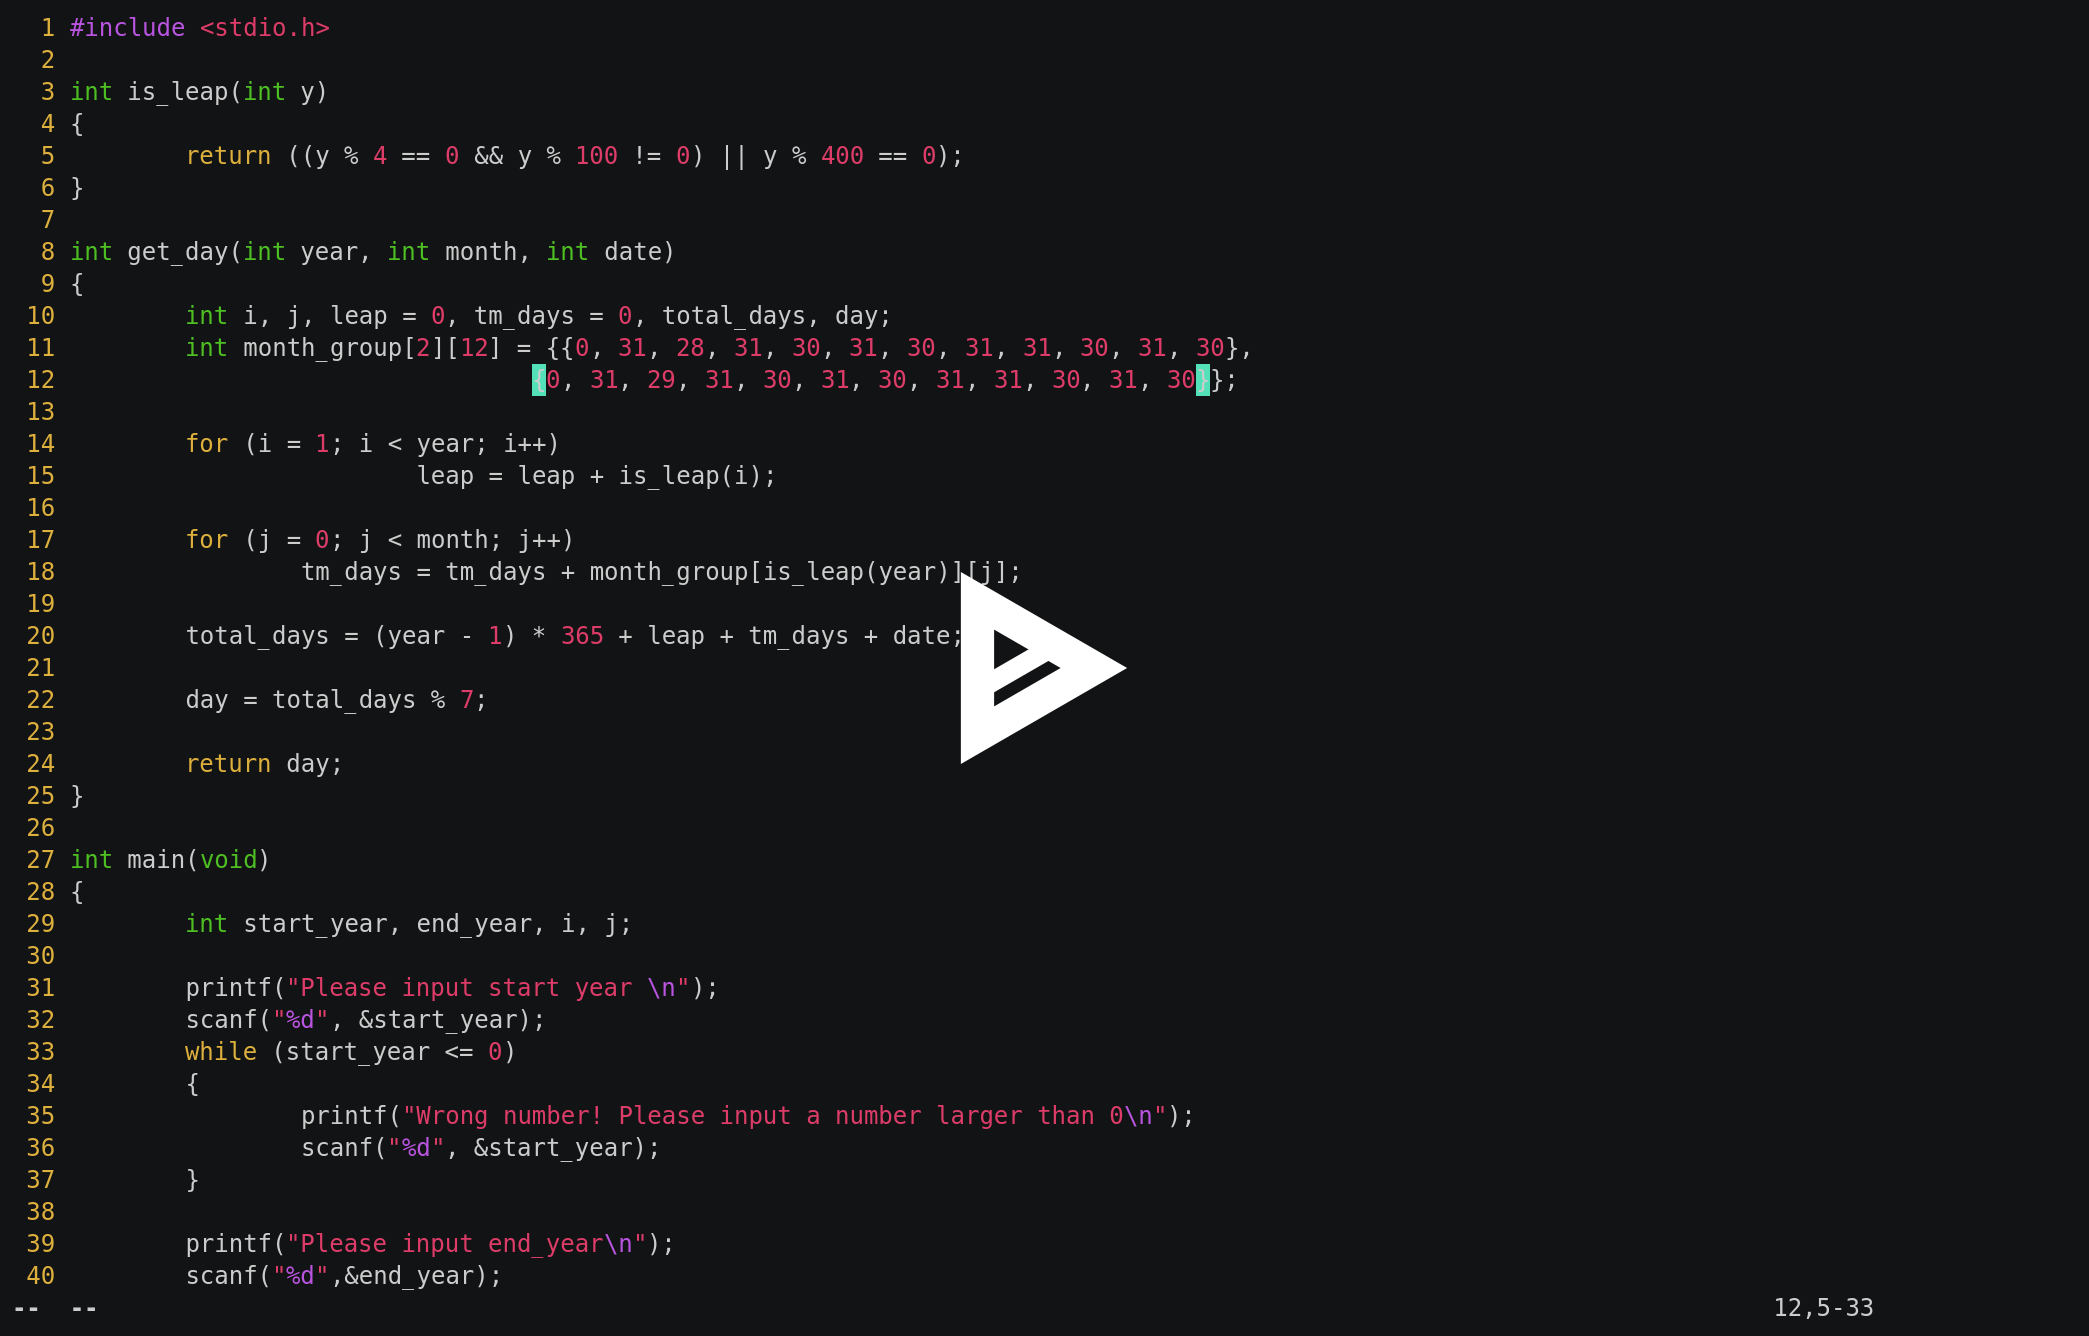 1 #include <stdio.h>
2
3 int is_leap(int y)
4 {
5         return ((y % 4 == 0 && y % 100 != 0) || y % 400 == 0);
6 }
7
8 int get_day(int year, int month, int date)
9 {
10         int i, j, leap = 0, tm_days = 0, total_days, day;
11         int month_group[2][12] = {{0, 31, 28, 31, 30, 31, 30, 31, 31, 30, 31, 30},
12                                 {0, 31, 29, 31, 30, 31, 30, 31, 31, 30, 31, 30}};
13
14         for (i = 1; i < year; i++)
15                         leap = leap + is_leap(i);
16
17         for (j = 0; j < month; j++)
18                 tm_days = tm_days + month_group[is_leap(year)][j];
19
20         total_days = (year - 1) * 365 + leap + tm_days + date;
21
22         day = total_days % 7;
23
24         return day;
25 }
26
27 int main(void)
28 {
29         int start_year, end_year, i, j;
30
31         printf("Please input start year \n");
32         scanf("%d", &start_year);
33         while (start_year <= 0)
34         {
35                 printf("Wrong number! Please input a number larger than 0\n");
36                 scanf("%d", &start_year);
37         }
38
39         printf("Please input end_year\n");
40         scanf("%d",&end_year);
--  --                                                                 12,5-33